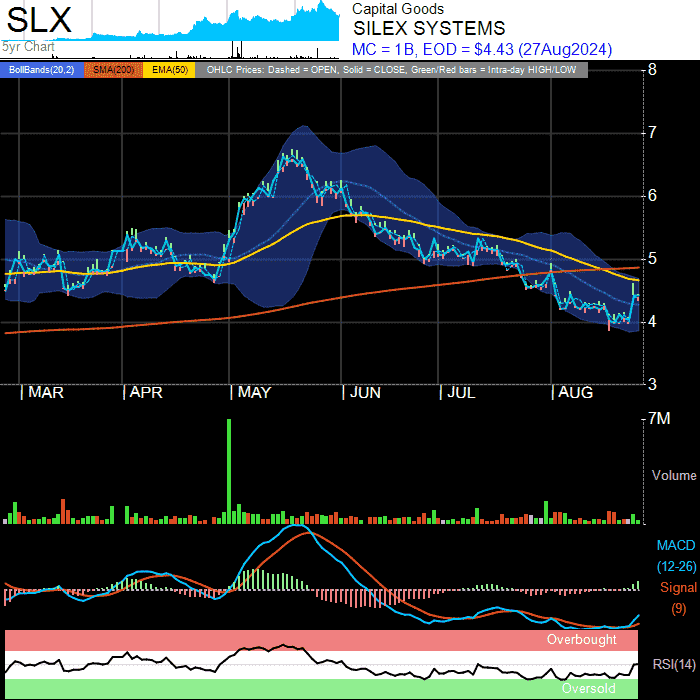 SLX
5yr Chart
Capital Goods
SILEX SYSTEMS
MC = 1B, EOD = $4.43 (27Aug2024)
BollBands(20,2) SMA(200) EMA(50) OHLC Prices: Dashed = OPEN, Solid = CLOSE, Green/Red bars = Intra-day HIGH/LOW
8
7
6
5
4
3
| MAR | APR | MAY | JUN | JUL | AUG
7M
Volume
MACD
(12-26)
Signal
(9)
Overbought
RSI(14)
Oversold